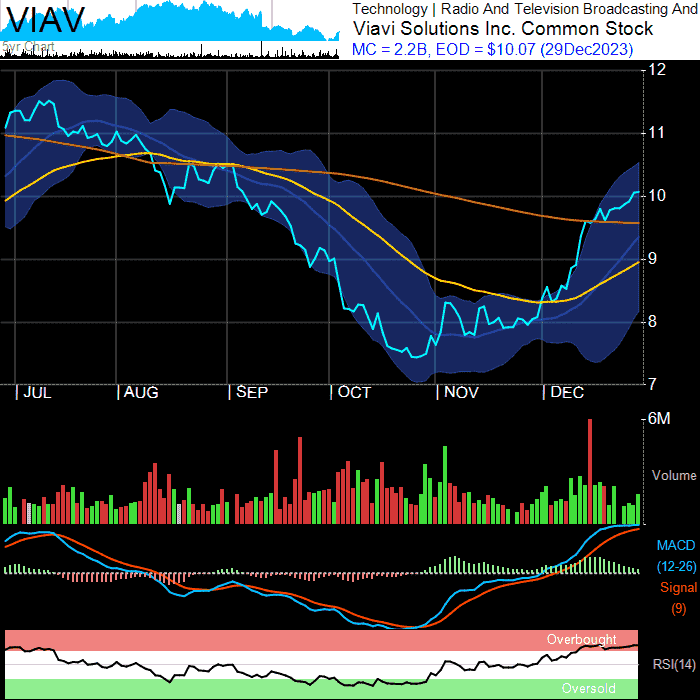 VIAV
5yr Chart
Technology | Radio And Television Broadcasting And
Viavi Solutions Inc. Common Stock
MC = 2.2B, EOD = $10.07 (29Dec2023)
12
11
10
9
8
7
| JUL | AUG | SEP | OCT | NOV | DEC
6M
Volume
MACD
(12-26)
Signal
(9)
Overbought
RSI(14)
Oversold